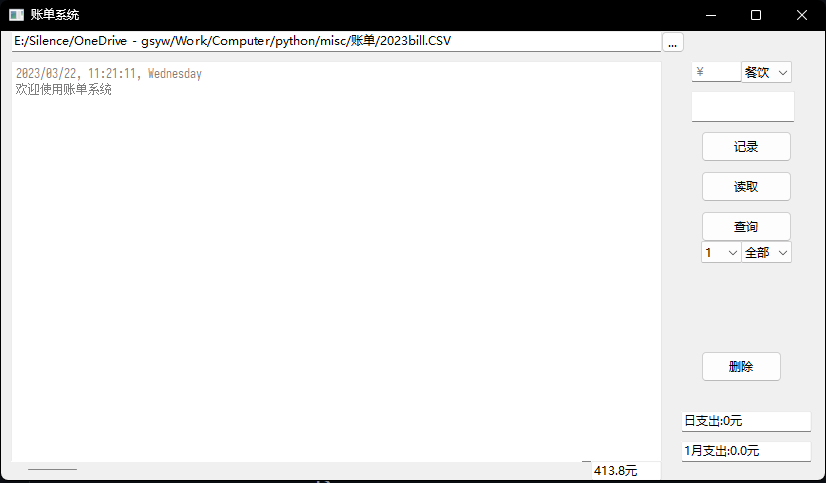 账单系统
E:/Silence/OneDrive - gsyw/Work/Computer/python/misc/账单/2023bill.CSV
...
2023/03/22, 11:21:11, Wednesday
欢迎使用账单系统
¥
餐饮
记录
读取
查询
1
全部
删除
日支出:0元
1月支出:0.0元
413.8元